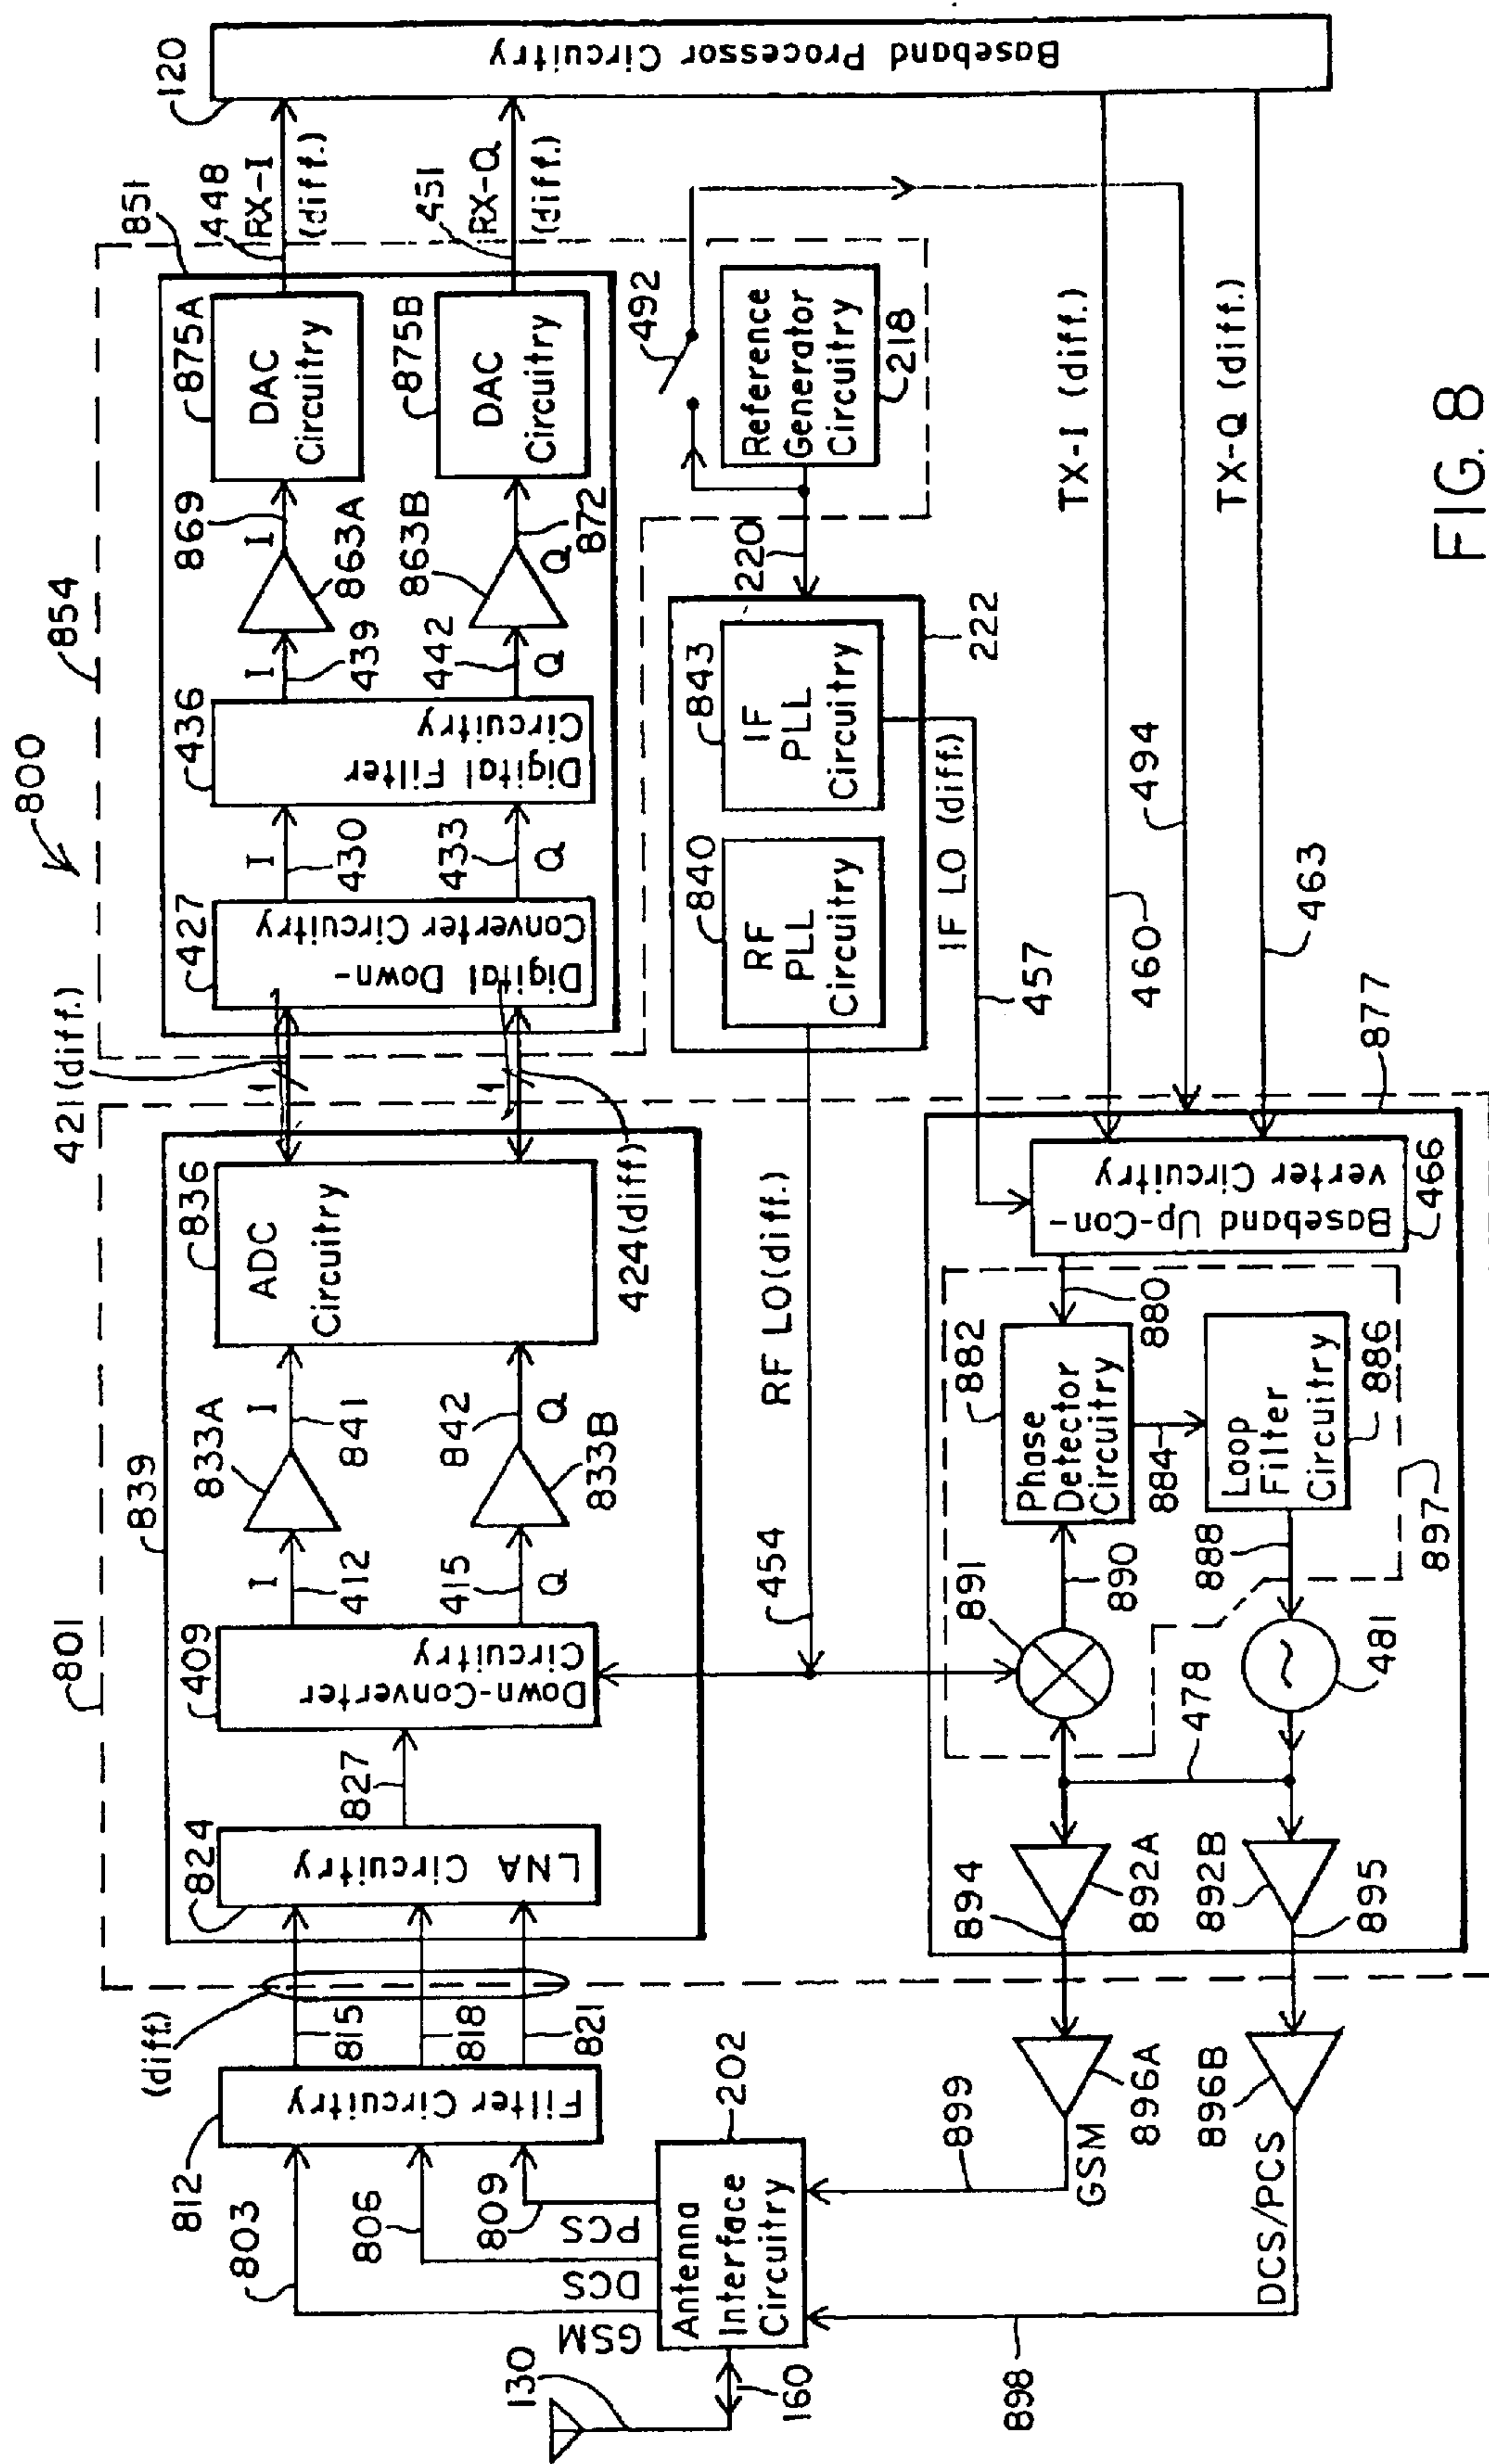 800
854
801
839
421 (diff.)
851
120
Baseband Processor Circuitry
448
RX-I
(diff.)
451
RX-Q
(diff.)
875A
DAC
Circuitry
875B
DAC
Circuitry
869
I
863A
863B
Q
872
I
439
442
Q
436
Digital Filter
Circuitry
I
430
433
Q
427
Digital Down-
Converter Circuitry
1
1
424 (diff)
836
ADC
Circuitry
833A
I
841
842
Q
833B
I
412
415
Q
409
Down-Converter
Circuitry
827
824
LNA Circuitry
(diff.)
815
818
821
812
Filter Circuitry
803
806
809
GSM
DCS
PCS
202
Antenna
Interface
Circuitry
130
160
492
Reference
Generator
Circuitry
218
220
222
843
IF
PLL
Circuitry
840
RF
PLL
Circuitry
IF LO (diff.)
457
RF LO (diff.)
454
TX-I (diff.)
460
494
TX-Q (diff.)
463
877
Baseband Up-Con-
verter Circuitry
466
880
882
Phase
Detector
Circuitry
884
Loop
Filter
Circuitry
886
888
890
891
897
481
478
892A
892B
894
895
896A
896B
899
GSM
DCS/PCS
898
FIG. 8